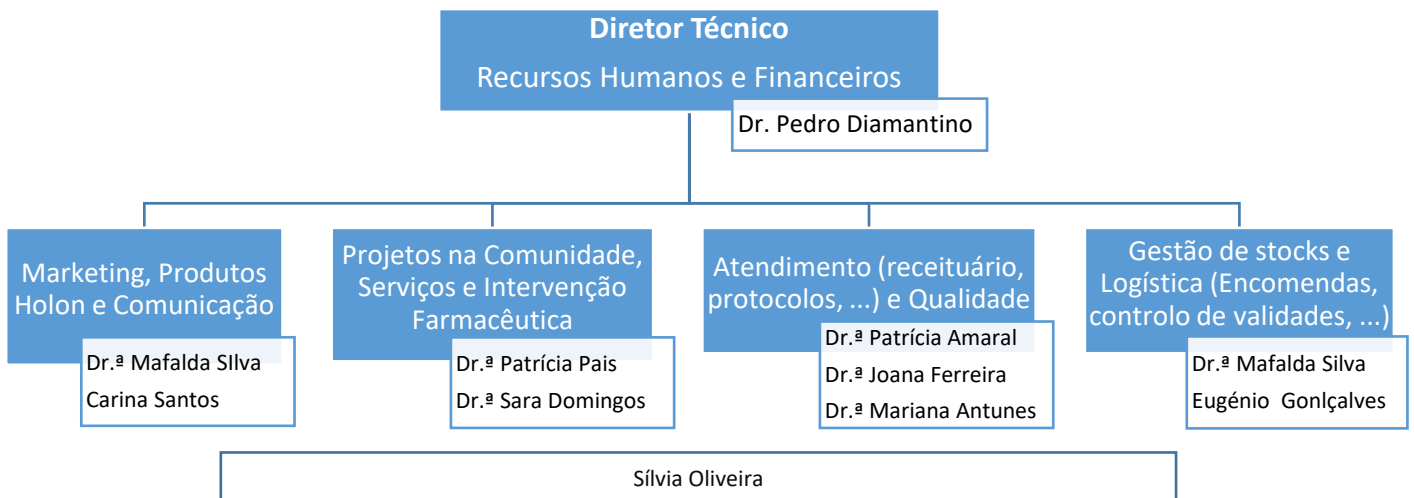 Diretor Técnico
Recursos Humanos e Financeiros
Dr. Pedro Diamantino
Marketing, Produtos
Holon e Comunicação
Dr.ª Mafalda SIlva
Carina Santos
Projetos na Comunidade,
Serviços e Intervenção
Farmacêutica
Dr.ª Patrícia Pais
Dr.ª Sara Domingos
Atendimento (receituário,
protocolos, ...) e Qualidade
Dr.ª Patrícia Amaral
Dr.ª Joana Ferreira
Dr.ª Mariana Antunes
Gestão de stocks e
Logística (Encomendas,
controlo de validades, ...)
Dr.ª Mafalda Silva
Eugénio  Gonlçalves
Sílvia Oliveira